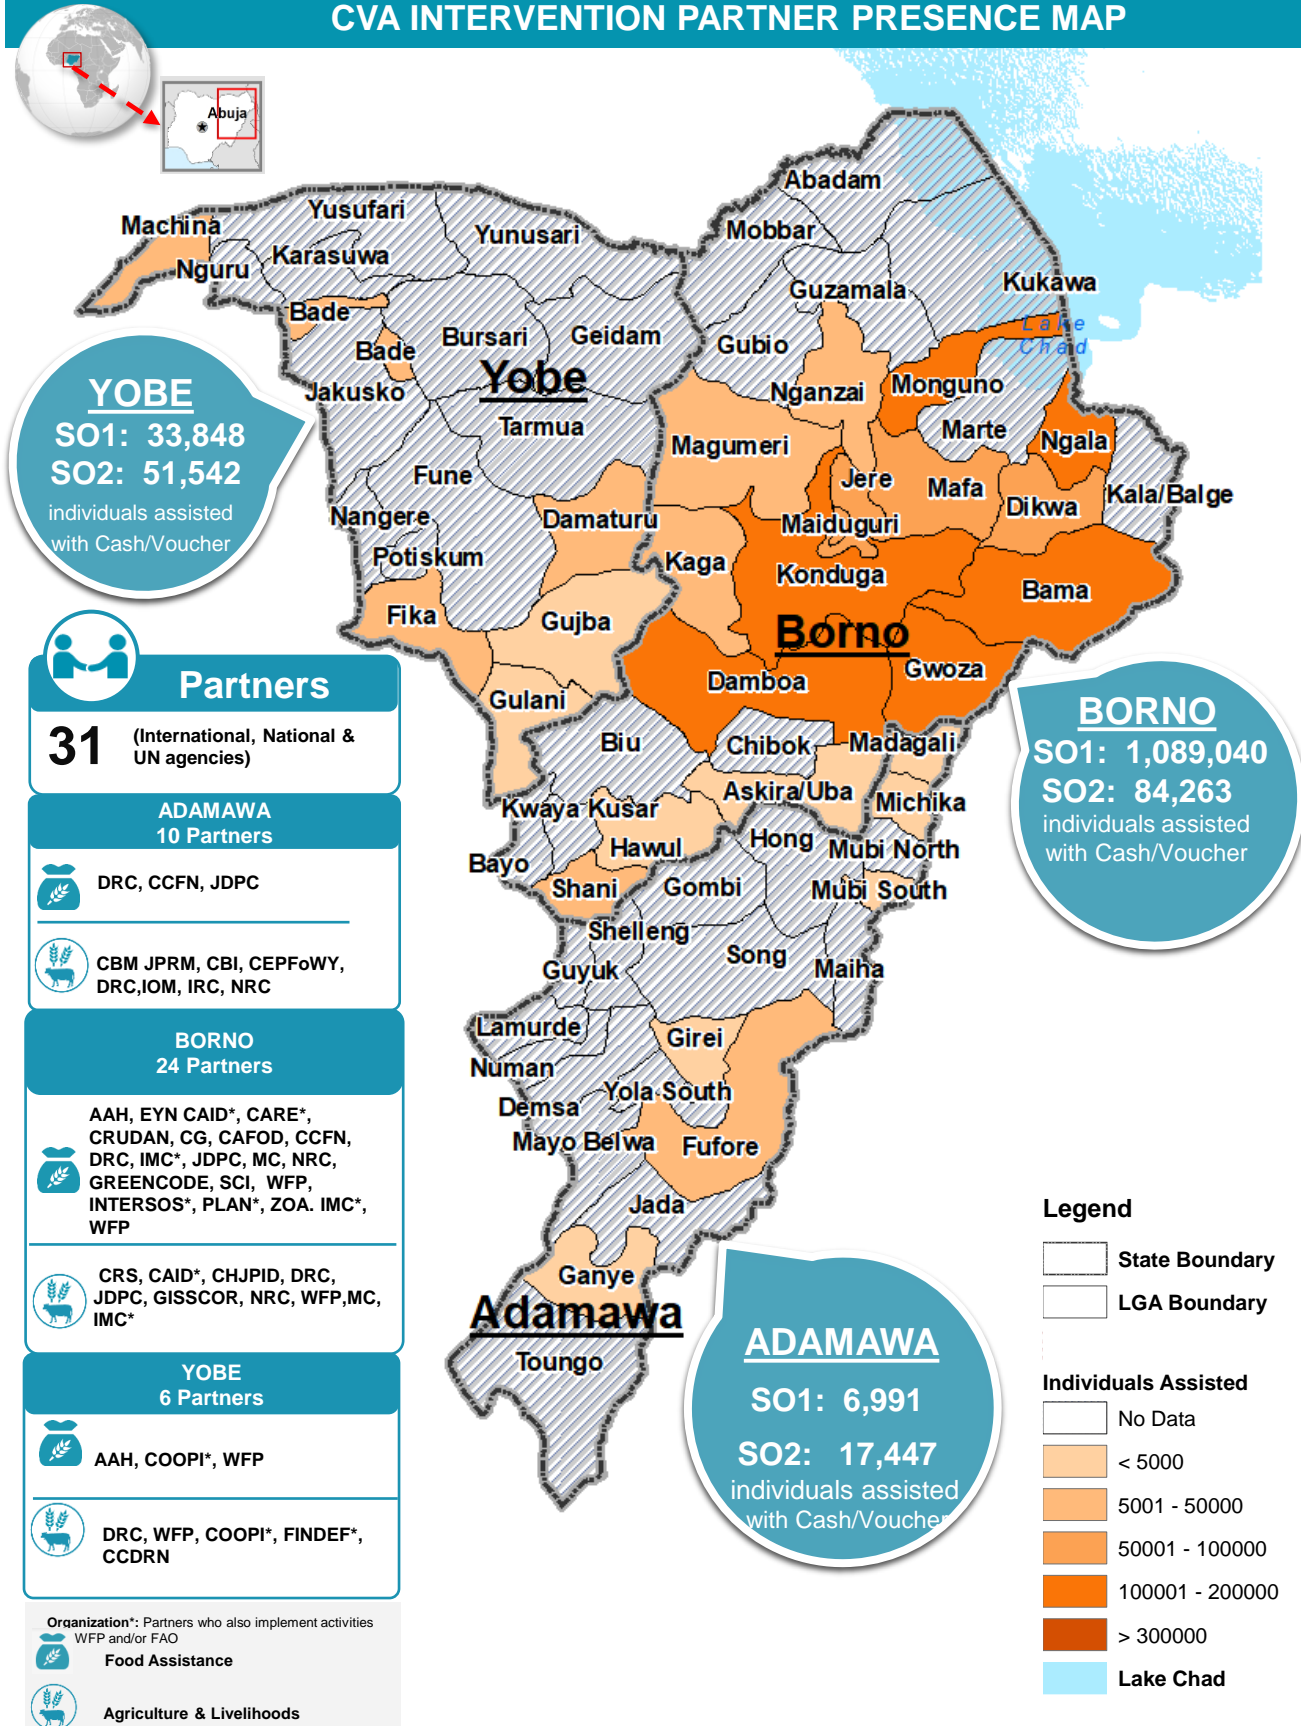 CVA INTERVENTION PARTNER PRESENCE MAP
Abuja
Abadam
Yusufari
Machina
Yunusari
Mobbar
Karasuwa
Nguru
Kukawa
Guzamala
Bade
Lake
Chad
Bursari
Geidam
Gubio
Bade
Yobe
Nganzai
Monguno
Jakusko
Tarmua
Marte
Magumeri
Ngala
Fune
Jere
Mafa
Kala/Balge
Dikwa
Nangere
Damaturu
Maiduguri
Potiskum
Kaga
Konduga
Bama
Fika
Gujba
Borno
Gwoza
Damboa
Gulani
Biu
Chibok
Madagali
Askira/Uba
Michika
Kwaya Kusar
Hong
Mubi North
Hawul
Bayo
Shani
Gombi
Mubi South
Shelleng
Song
Guyuk
Maiha
Lamurde
Girei
Numan
Yola South
Demsa
Mayo Belwa
Fufore
Jada
Ganye
Adamawa
Toungo
YOBE
SO1: 33,848
SO2: 51,542
individuals assisted
with Cash/Voucher
BORNO
SO1: 1,089,040
SO2: 84,263
individuals assisted
with Cash/Voucher
ADAMAWA
SO1: 6,991
SO2: 17,447
individuals assisted
with Cash/Voucher
Partners
31
(International, National &
UN agencies)
ADAMAWA
10 Partners
DRC, CCFN, JDPC
CBM JPRM, CBI, CEPFoWY,
DRC,IOM, IRC, NRC
BORNO
24 Partners
AAH, EYN CAID*, CARE*,
CRUDAN, CG, CAFOD, CCFN,
DRC, IMC*, JDPC, MC, NRC,
GREENCODE, SCI, WFP,
INTERSOS*, PLAN*, ZOA. IMC*,
WFP
CRS, CAID*, CHJPID, DRC,
JDPC, GISSCOR, NRC, WFP,MC,
IMC*
YOBE
6 Partners
AAH, COOPI*, WFP
DRC, WFP, COOPI*, FINDEF*,
CCDRN
Organization*: Partners who also implement activities
WFP and/or FAO
Food Assistance
Agriculture & Livelihoods
Legend
State Boundary
LGA Boundary
Individuals Assisted
No Data
< 5000
5001 - 50000
50001 - 100000
100001 - 200000
> 300000
Lake Chad